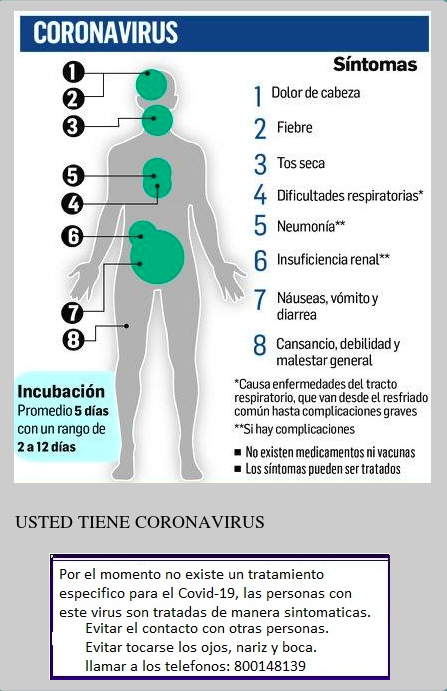 CORONAVIRUS
Síntomas
1 Dolor de cabeza
2 Fiebre
3 Tos seca
4 Dificultades respiratorias*
5 Neumonía**
6 Insuficiencia renal**
7 Náuseas, vómito y
diarrea
8 Cansancio, debilidad y
malestar general
1
2
3
5
4
6
7
8
Incubación
Promedio 5 días
con un rango de
2 a 12 días
*Causa enfermedades del tracto
respiratorio, que van desde el resfriado
común hasta complicaciones graves
**Si hay complicaciones
■ No existen medicamentos ni vacunas
■ Los síntomas pueden ser tratados
USTED TIENE CORONAVIRUS
Por el momento no existe un tratamiento
especifico para el Covid-19, las personas con
este virus son tratadas de manera sintomaticas.
Evitar el contacto con otras personas.
Evitar tocarse los ojos, nariz y boca.
llamar a los telefonos: 800148139